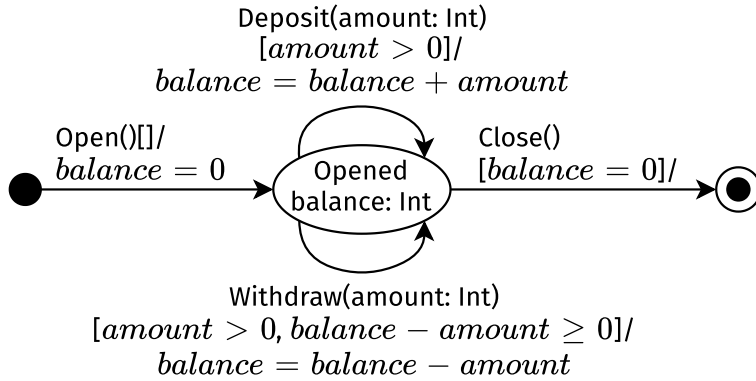 Deposit(amount: Int)
[amount > 0]/
balance = balance + amount
Open()[]/
balance = 0
Close()
[balance = 0]/
Opened
balance: Int
Withdraw(amount: Int)
[amount > 0, balance − amount ≥ 0]/
balance = balance − amount